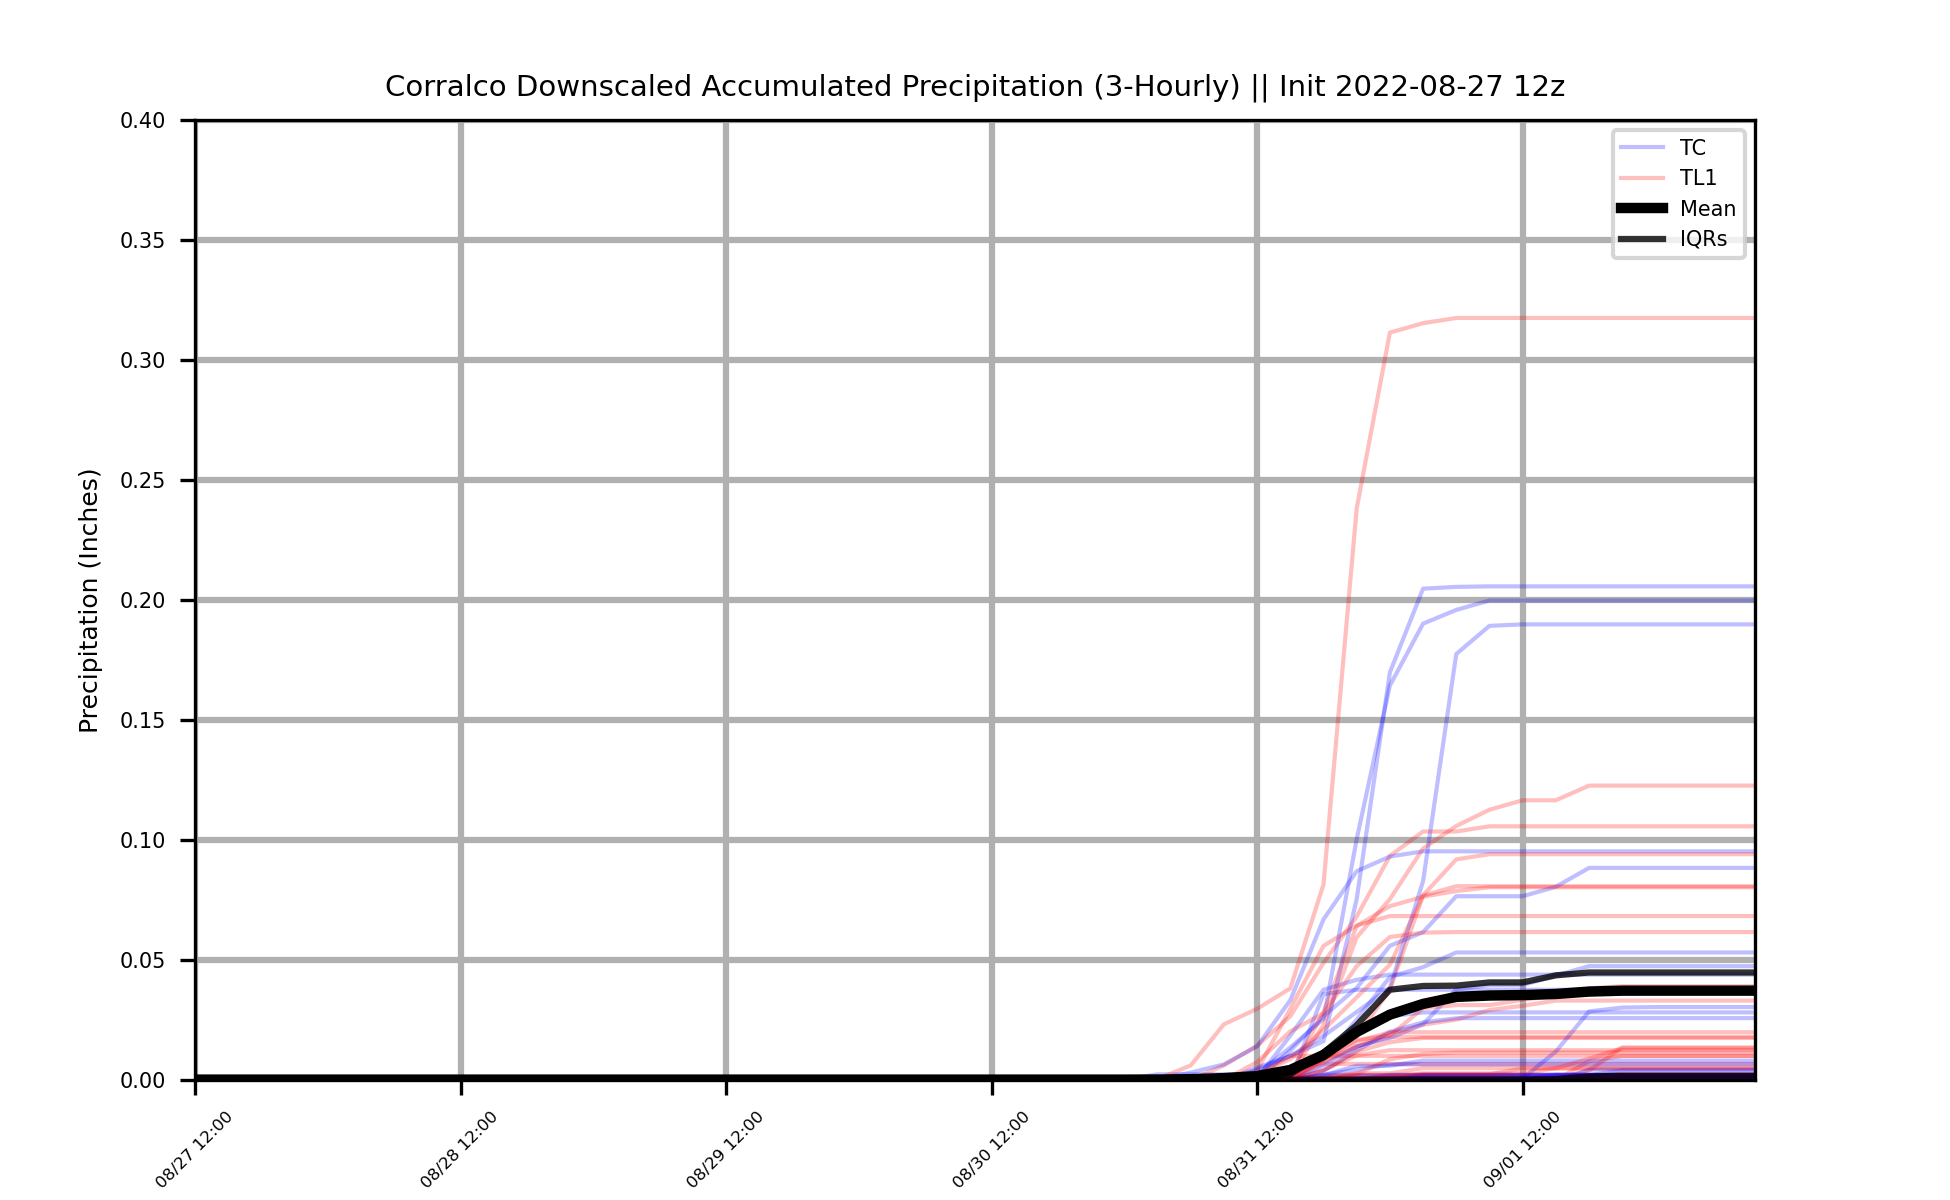 Corralco Downscaled Accumulated Precipitation (3-Hourly) || Init 2022-08-27 12z
TC
TL1
Mean
IQRs
Precipitation (Inches)
0.40
0.35
0.30
0.25
0.20
0.15
0.10
0.05
0.00
08/27 12:00
08/28 12:00
08/29 12:00
08/30 12:00
08/31 12:00
09/01 12:00